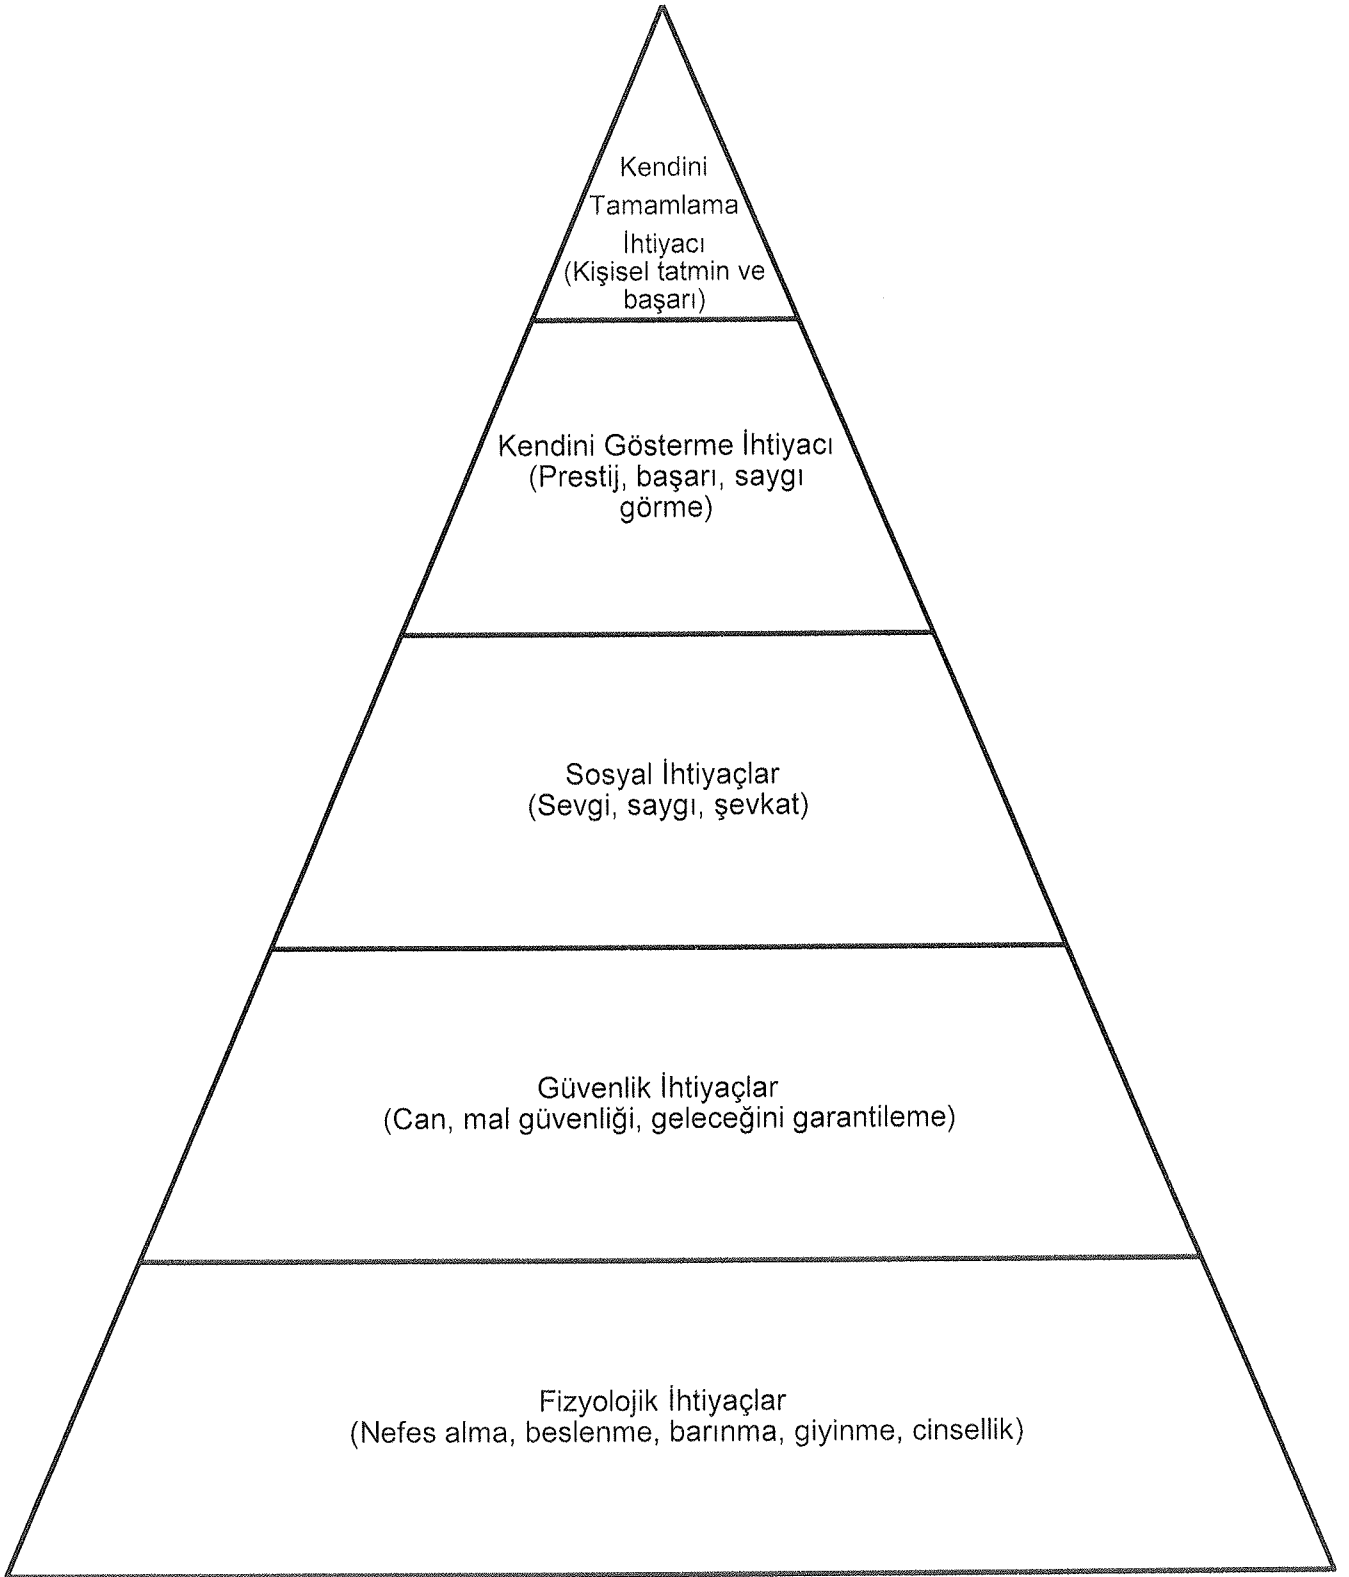 Kendini
Tamamlama
İhtiyacı
(Kişisel tatmin ve
başarı)
Kendini Gösterme İhtiyacı
(Prestij, başarı, saygı
görme)
Sosyal İhtiyaçlar
(Sevgi, saygı, şevkat)
Güvenlik İhtiyaçlar
(Can, mal güvenliği, geleceğini garantileme)
Fizyolojik İhtiyaçlar
(Nefes alma, beslenme, barınma, giyinme, cinsellik)